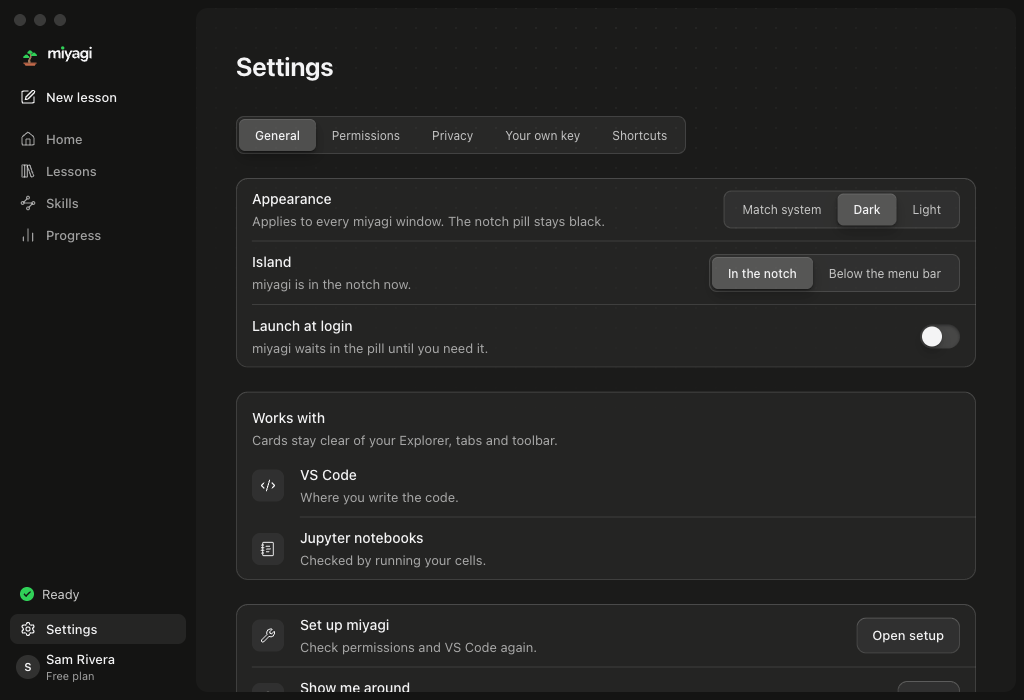 miyagi
New lesson
Home
Lessons
Skills
Progress
Ready
Settings
S
Sam Rivera
Free plan
Settings
General
Permissions
Privacy
Your own key
Shortcuts
Appearance
Applies to every miyagi window. The notch pill stays black.
Match system
Dark
Light
Island
miyagi is in the notch now.
In the notch
Below the menu bar
Launch at login
miyagi waits in the pill until you need it.
Works with
Cards stay clear of your Explorer, tabs and toolbar.
VS Code
Where you write the code.
Jupyter notebooks
Checked by running your cells.
Set up miyagi
Check permissions and VS Code again.
Open setup
Show me around